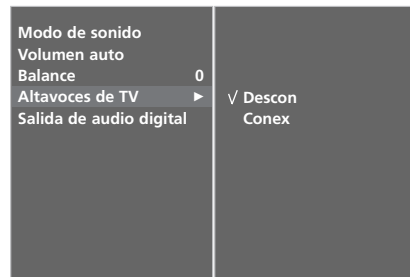 Modo de sonido
Volumen auto
Balance 0
Altavoces de TV ►
Salida de audio digital
√ Descon
Conex